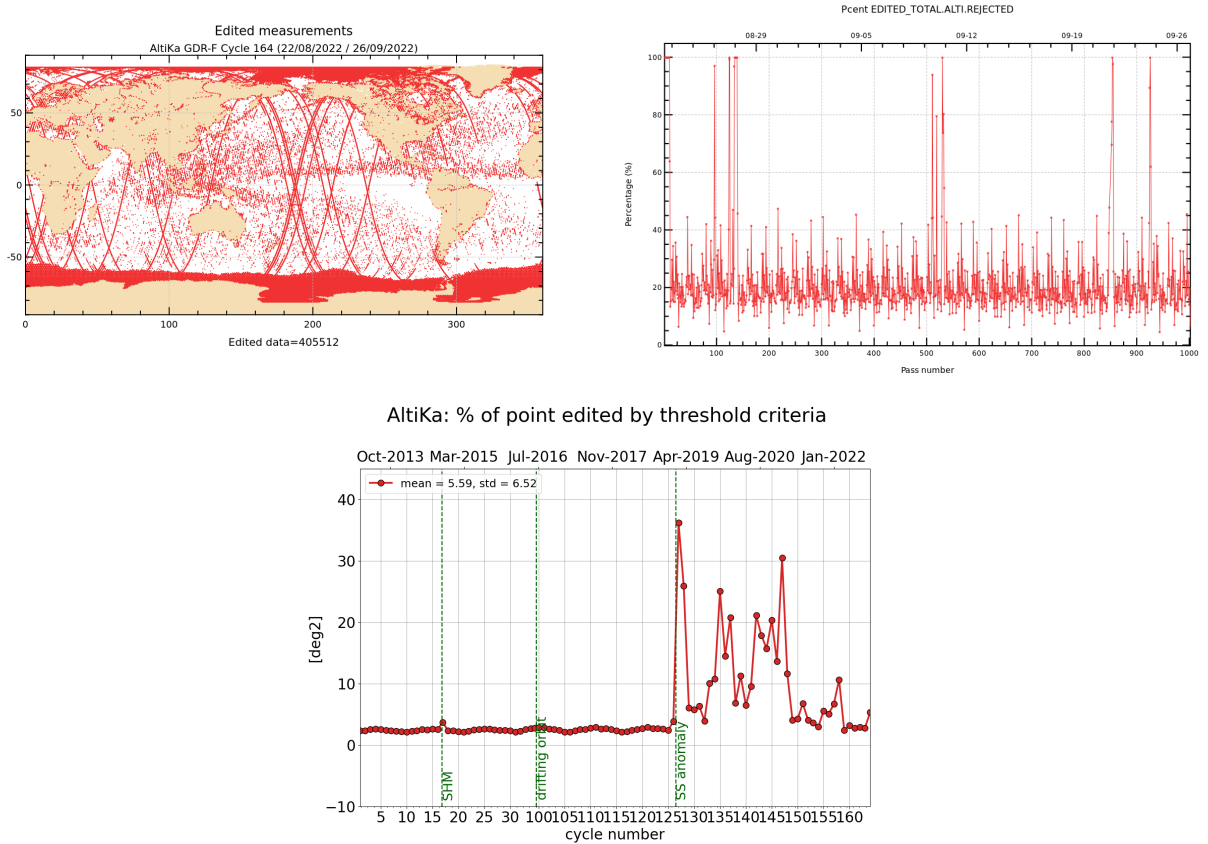 Edited measurements
AltiKa GDR-F Cycle 164 (22/08/2022 / 26/09/2022)
50
0
-50
0 100 200 300
Edited data=405512
Pcent EDITED_TOTAL.ALTI.REJECTED
08-29 09-05 09-12 09-19 09-26
100
80
60
40
20
0
Percentage (%)
100 200 300 400 500 600 700 800 900 1000
Pass number
AltiKa: % of point edited by threshold criteria
Oct-2013 Mar-2015 Jul-2016 Nov-2017 Apr-2019 Aug-2020 Jan-2022
mean = 5.59, std = 6.52
40
30
20
10
0
−10
[deg2]
SHM
drifting orbit
SS anomaly
5 10 15 20 25 30 100 105 110 115 120 125 130 135 140 145 150 155 160
cycle number